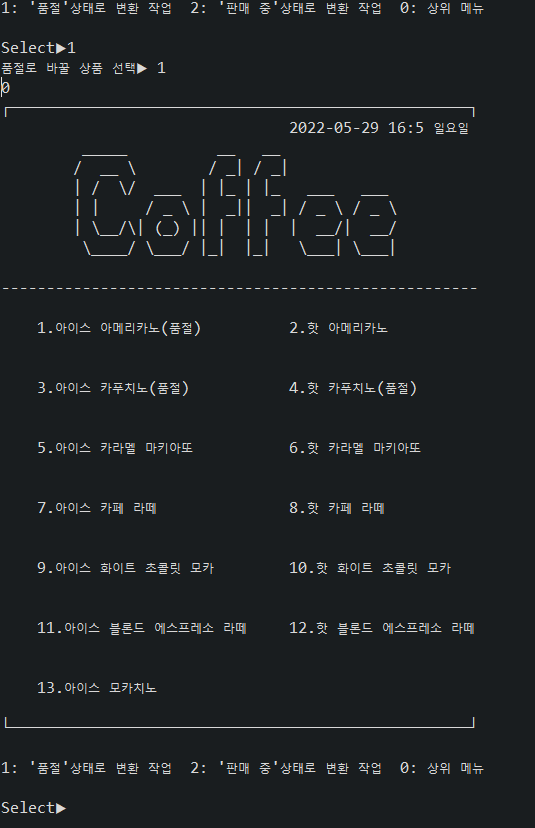 1: '품절'상태로 변환 작업  2: '판매 중'상태로 변환 작업  0: 상위 메뉴
Select▶1
품절로 바꿀 상품 선택▶ 1
0
2022-05-29 16:5 일요일
Coffee
1.아이스 아메리카노(품절)  2.핫 아메리카노
3.아이스 카푸치노(품절)  4.핫 카푸치노(품절)
5.아이스 카라멜 마키아또  6.핫 카라멜 마키아또
7.아이스 카페 라떼  8.핫 카페 라떼
9.아이스 화이트 초콜릿 모카  10.핫 화이트 초콜릿 모카
11.아이스 블론드 에스프레소 라떼  12.핫 블론드 에스프레소 라떼
13.아이스 모카치노
1: '품절'상태로 변환 작업  2: '판매 중'상태로 변환 작업  0: 상위 메뉴
Select▶